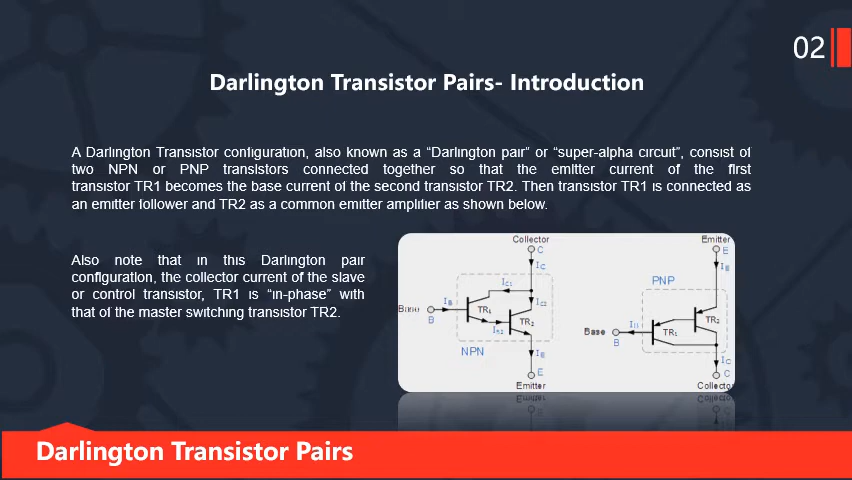 02
Darlington Transistor Pairs- Introduction
A Darlington Transistor configuration, also known as a “Darlington pair” or “super-alpha circuit”, consist of
two NPN or PNP transistors connected together so that the emitter current of the first
transistor TR1 becomes the base current of the second transistor TR2. Then transistor TR1 is connected as
an emitter follower and TR2 as a common emitter amplifier as shown below.
Also note that in this Darlington pair
configuration, the collector current of the slave
or control transistor, TR1 is “in-phase” with
that of the master switching transistor TR2.
Collector
C
IC
IC1
IC2
Base
B
IB
TR1
TR2
IB2
NPN
IE
E
Emitter
Emitter
E
IE
PNP
TR2
Base
B
IB
TR1
IC
C
Collector
Darlington Transistor Pairs